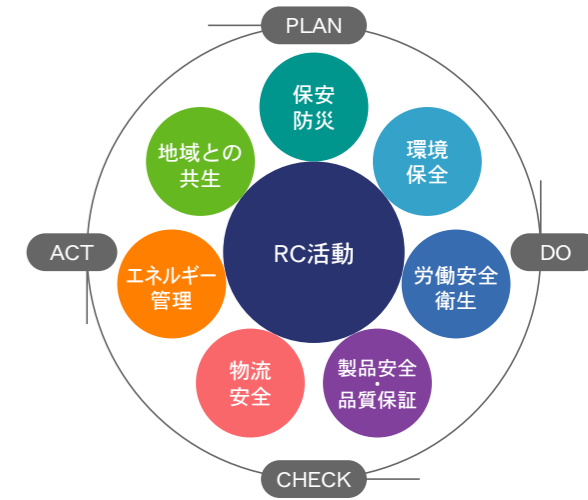 PLAN
保安
防災
地域との
共生
環境
保全
RC活動
ACT
DO
エネルギー
管理
労働安全
衛生
物流
安全
製品安全
・
品質保証
CHECK